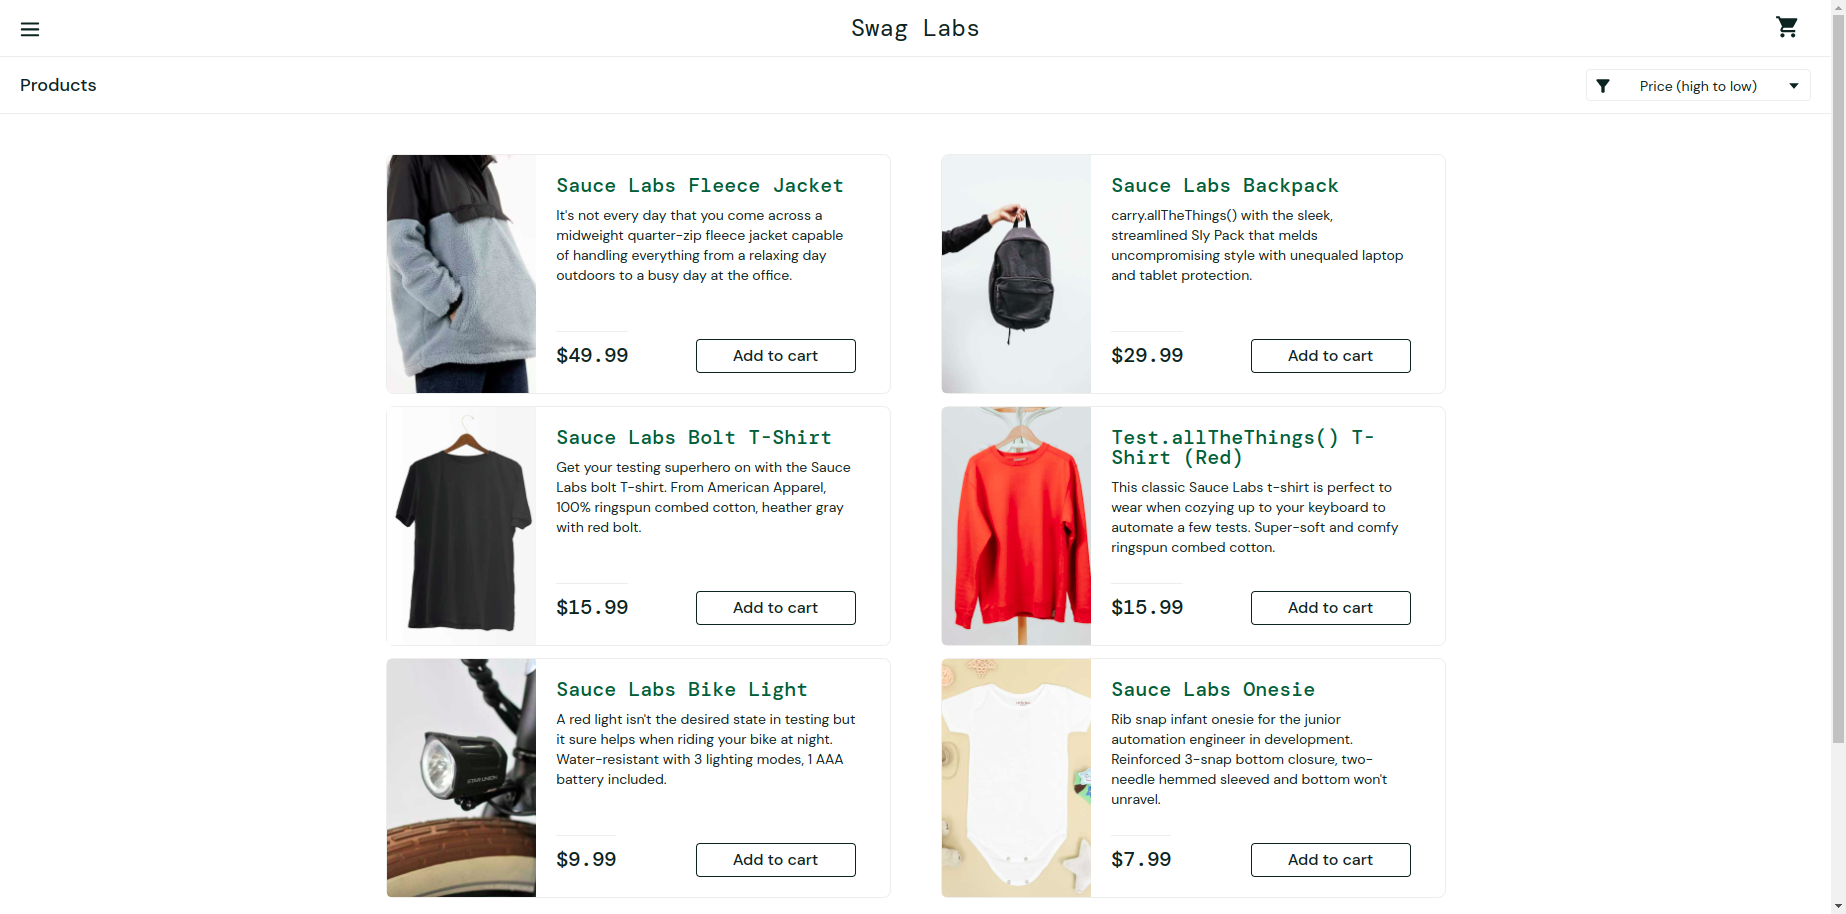 Swag Labs
Products
Price (high to low)
Sauce Labs Fleece Jacket
It's not every day that you come across a
midweight quarter-zip fleece jacket capable
of handling everything from a relaxing day
outdoors to a busy day at the office.
$49.99
Add to cart
Sauce Labs Backpack
carry.allTheThings() with the sleek,
streamlined Sly Pack that melds
uncompromising style with unequaled laptop
and tablet protection.
$29.99
Add to cart
Sauce Labs Bolt T-Shirt
Get your testing superhero on with the Sauce
Labs bolt T-shirt. From American Apparel,
100% ringspun combed cotton, heather gray
with red bolt.
$15.99
Add to cart
Test.allTheThings() T-
Shirt (Red)
This classic Sauce Labs t-shirt is perfect to
wear when cozying up to your keyboard to
automate a few tests. Super-soft and comfy
ringspun combed cotton.
$15.99
Add to cart
STAR UNION
Sauce Labs Bike Light
A red light isn't the desired state in testing but
it sure helps when riding your bike at night.
Water-resistant with 3 lighting modes, 1 AAA
battery included.
$9.99
Add to cart
Sauce Labs Onesie
Rib snap infant onesie for the junior
automation engineer in development.
Reinforced 3-snap bottom closure, two-
needle hemmed sleeved and bottom won't
unravel.
$7.99
Add to cart